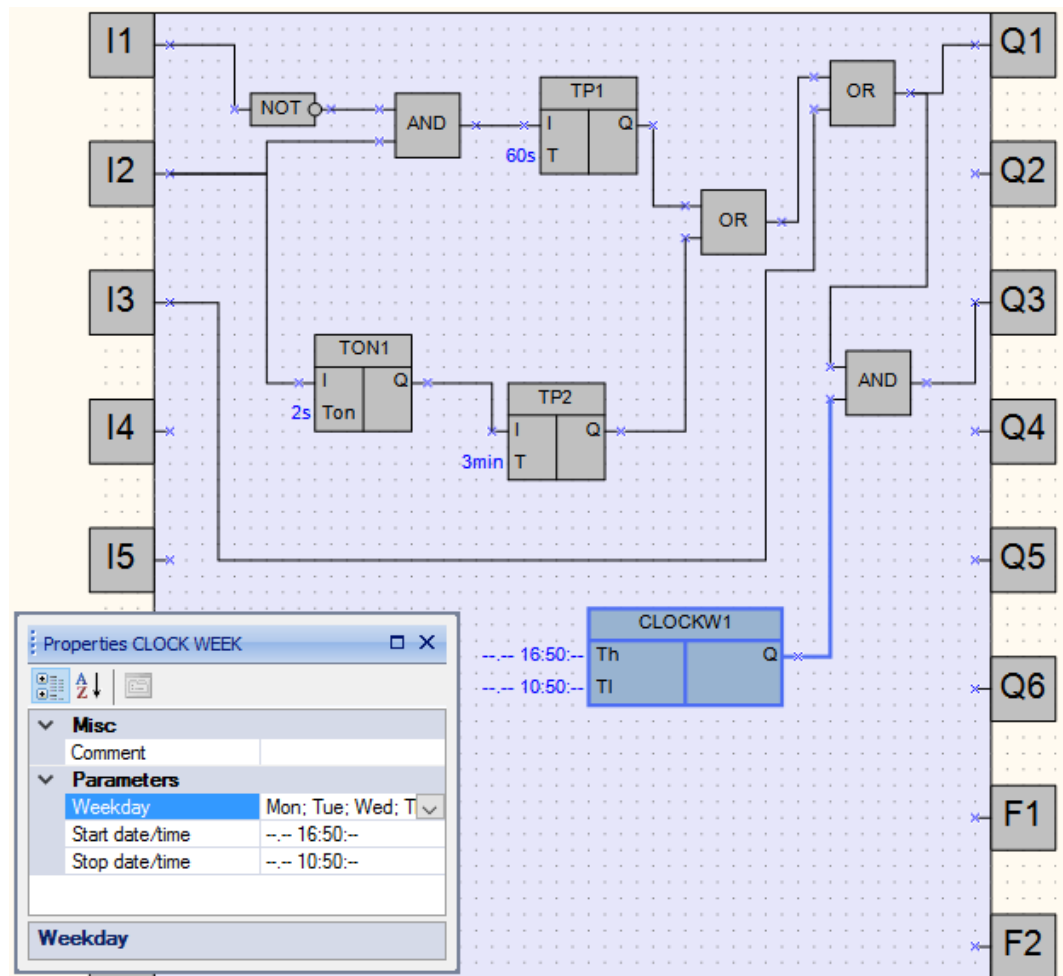 I1
Q1
TP1
OR
NOT
AND
I Q
60s T
I2
Q2
OR
I3
Q3
TON1
I Q
2s Ton
AND
TP2
I Q
3min T
I4
Q4
I5
Q5
CLOCKW1
--.-- 16:50:-- Th Q
--.-- 10:50:-- Tl
Q6
F1
F2
Properties CLOCK WEEK
Misc
Comment
Parameters
Weekday Mon; Tue; Wed; T
Start date/time --.-- 16:50:--
Stop date/time --.-- 10:50:--
Weekday